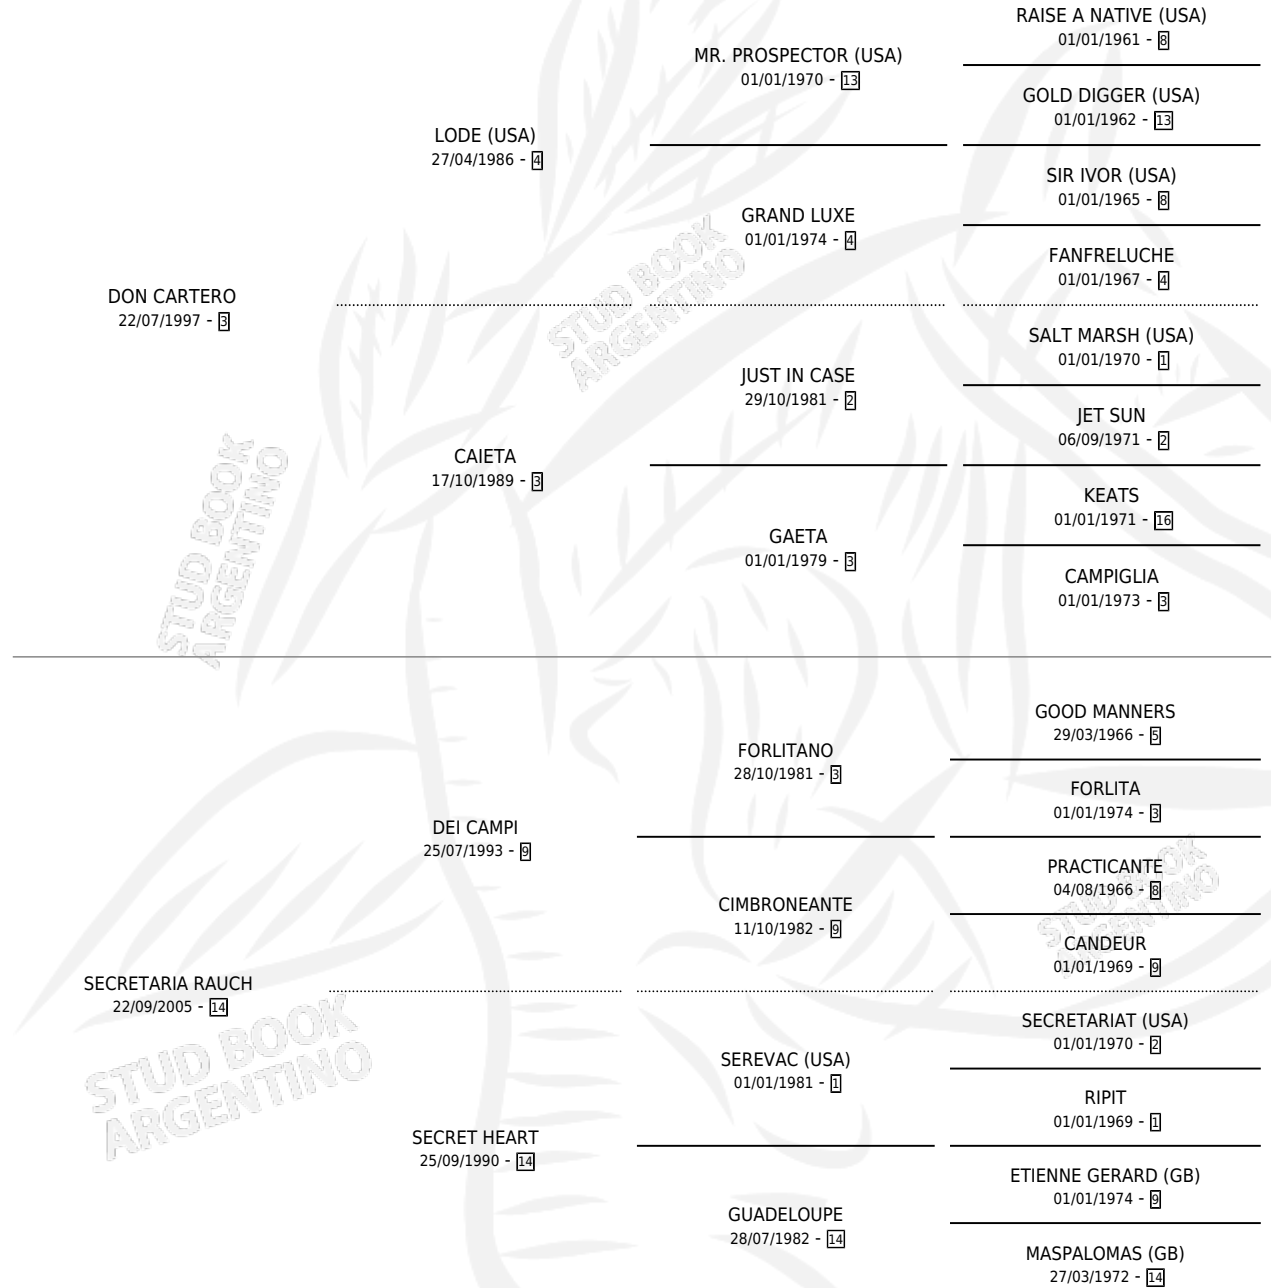 RAISE A NATIVE (USA)
01/01/1961 - 8
MR. PROSPECTOR (USA)
01/01/1970 - 13
GOLD DIGGER (USA)
01/01/1962 - 13
LODE (USA)
27/04/1986 - 4
SIR IVOR (USA)
01/01/1965 - 8
GRAND LUXE
01/01/1974 - 4
FANFRELUCHE
01/01/1967 - 4
DON CARTERO
22/07/1997 - 3
SALT MARSH (USA)
01/01/1970 - 1
JUST IN CASE
29/10/1981 - 2
JET SUN
06/09/1971 - 2
CAIETA
17/10/1989 - 3
KEATS
01/01/1971 - 16
GAETA
01/01/1979 - 3
CAMPIGLIA
01/01/1973 - 3
GOOD MANNERS
29/03/1966 - 5
FORLITANO
28/10/1981 - 3
FORLITA
01/01/1974 - 3
DEI CAMPI
25/07/1993 - 9
PRACTICANTE
04/08/1966 - 8
CIMBRONEANTE
11/10/1982 - 9
CANDEUR
01/01/1969 - 9
SECRETARIA RAUCH
22/09/2005 - 14
SECRETARIAT (USA)
01/01/1970 - 2
SEREVAC (USA)
01/01/1981 - 1
RIPIT
01/01/1969 - 1
SECRET HEART
25/09/1990 - 14
ETIENNE GERARD (GB)
01/01/1974 - 9
GUADELOUPE
28/07/1982 - 14
MASPALOMAS (GB)
27/03/1972 - 14
STUD BOOK
ARGENTINO
STUD BOOK
ARGENTINO
STUD BOOK
ARGENTINO
STUD BOOK
ARGENTINO